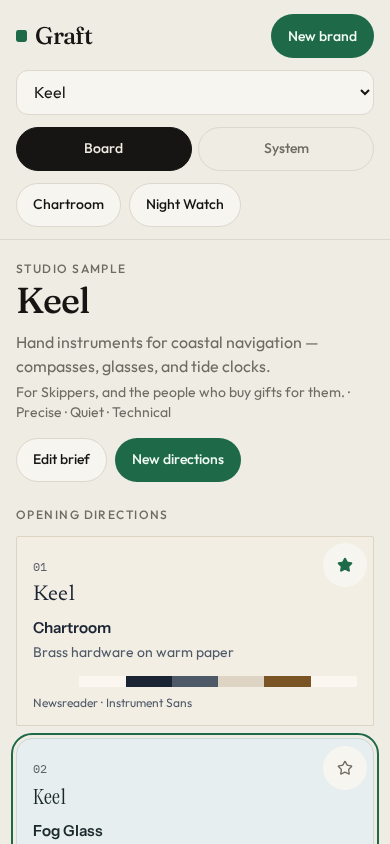 Graft
New brand
Keel
Board
System
Chartroom
Night Watch
STUDIO SAMPLE
Keel
Hand instruments for coastal navigation —
compasses, glasses, and tide clocks.
For Skippers, and the people who buy gifts for them. ·
Precise · Quiet · Technical
Edit brief
New directions
OPENING DIRECTIONS
01
Keel
Chartroom
Brass hardware on warm paper
Newsreader · Instrument Sans
02
Keel
Fog Glass